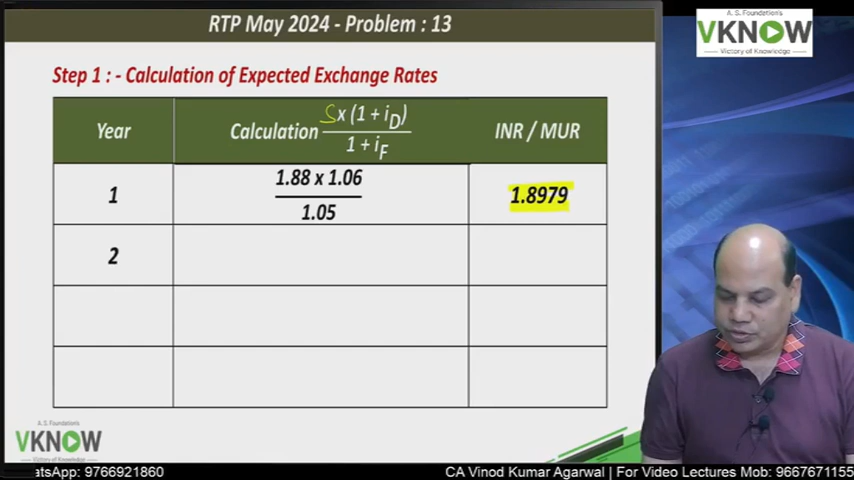 RTP May 2024 - Problem : 13
A. S. Foundation's
VKNOW
Victory of Knowledge
Step 1 : - Calculation of Expected Exchange Rates
Year
Calculation S x (1 + iD)
1 + iF
INR / MUR
1
1.88 x 1.06
1.05
1.8979
2
A. S. Foundation's
VKNOW
Victory of Knowledge
atsApp: 9766921860
CA Vinod Kumar Agarwal | For Video Lectures Mob: 9667671155